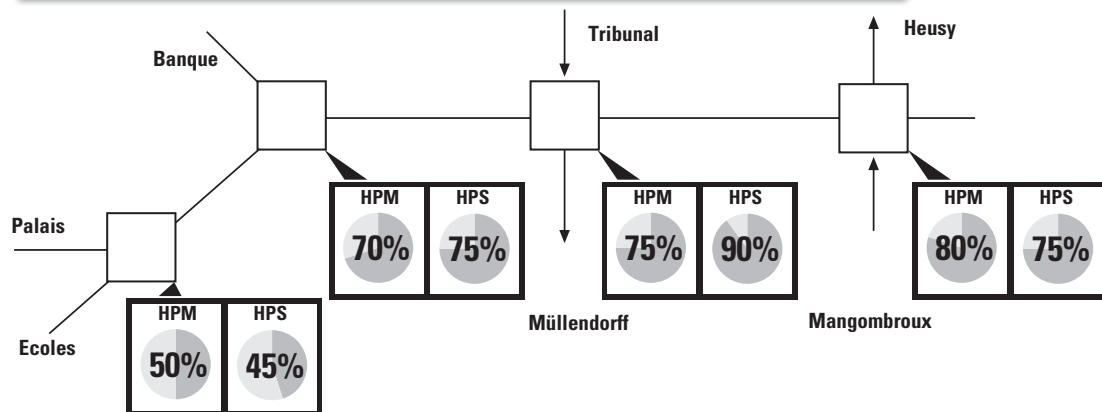 Tribunal
Heusy
Banque
HPM HPS
70% 75%
HPM HPS
75% 90%
HPM HPS
80% 75%
Palais
Ecoles
HPM HPS
50% 45%
Müllendorff
Mangombroux